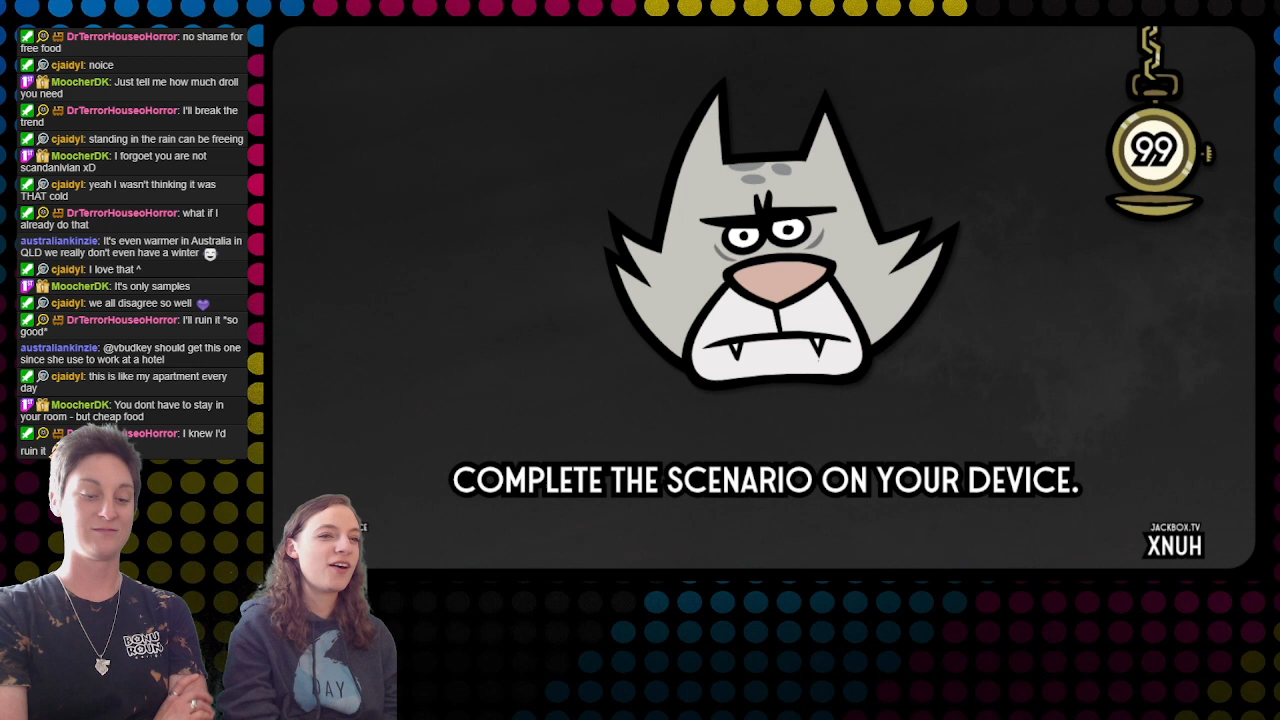 DrTerrorHouseoHorror: no shame for
free food
cjaidyl: noice
MoocherDK: Just tell me how much droll
you need
DrTerrorHouseoHorror: I'll break the
trend
cjaidyl: standing in the rain can be freeing
MoocherDK: I forgoet you are not
scandanivian xD
cjaidyl: yeah I wasn't thinking it was
THAT cold
DrTerrorHouseoHorror: what if I
already do that
australiankinzie: It's even warmer in Australia in
QLD we really don't even have a winter
cjaidyl: I love that ^
MoocherDK: It's only samples
cjaidyl: we all disagree so well
DrTerrorHouseoHorror: I'll ruin it "so
good"
australiankinzie: @vbudkey should get this one
since she use to work at a hotel
cjaidyl: this is like my apartment every
day
MoocherDK: You dont have to stay in
your room - but cheap food
seoHorror: I knew I'd
ruin it
99
COMPLETE THE SCENARIO ON YOUR DEVICE.
JACKBOX.TV
XNUH
BONU
ROUN
DAY